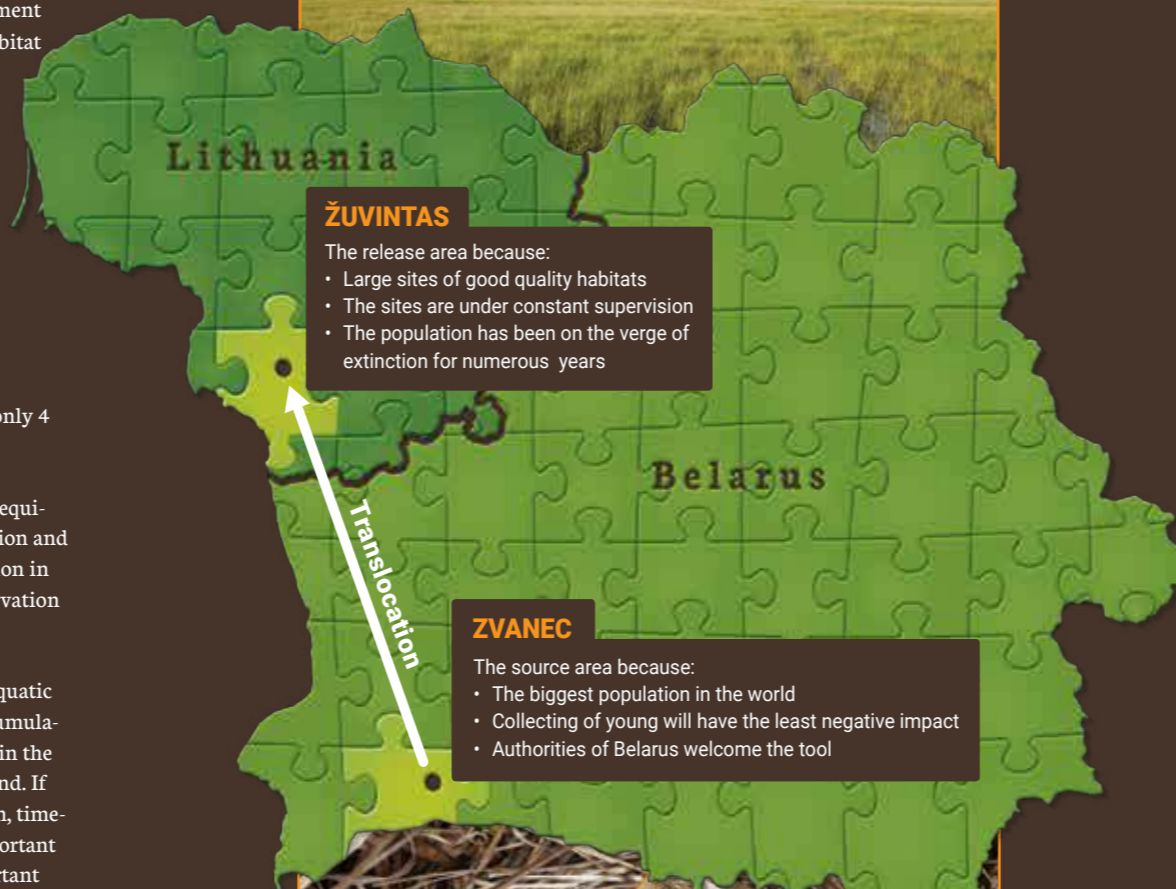 ment
bitat
only 4
equi-
ion and
on in
rvation
quatic
umula-
in the
nd. If
n, time-
ortant
rtant
Lithuania
ŽUVINTAS
The release area because:
• Large sites of good quality habitats
• The sites are under constant supervision
• The population has been on the verge of
extinction for numerous years
Belarus
Translocation
ZVANEC
The source area because:
• The biggest population in the world
• Collecting of young will have the least negative impact
• Authorities of Belarus welcome the tool